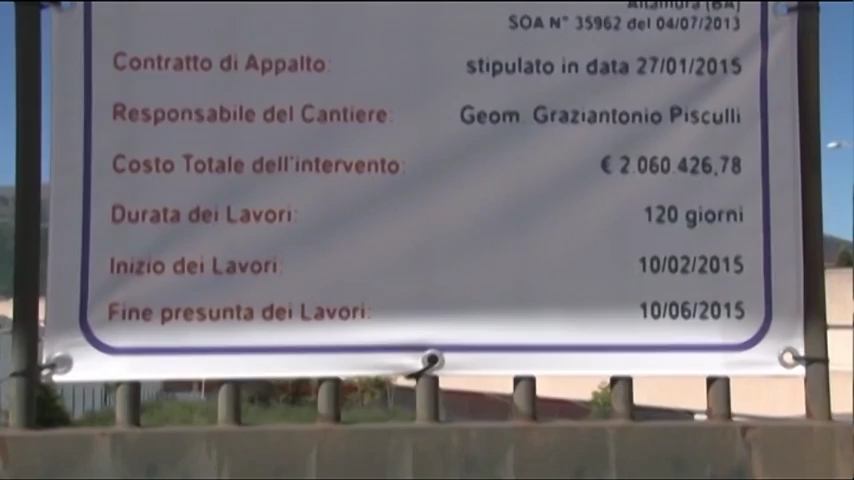 Altamura (BA)
SOA N° 35962 del 04/07/2013
Contratto di Appalto: stipulato in data 27/01/2015
Responsabile del Cantiere: Geom. Graziantonio Pisculli
Costo Totale dell'intervento: € 2.060.426,78
Durata dei Lavori: 120 giorni
Inizio dei Lavori: 10/02/2015
Fine presunta dei Lavori: 10/06/2015